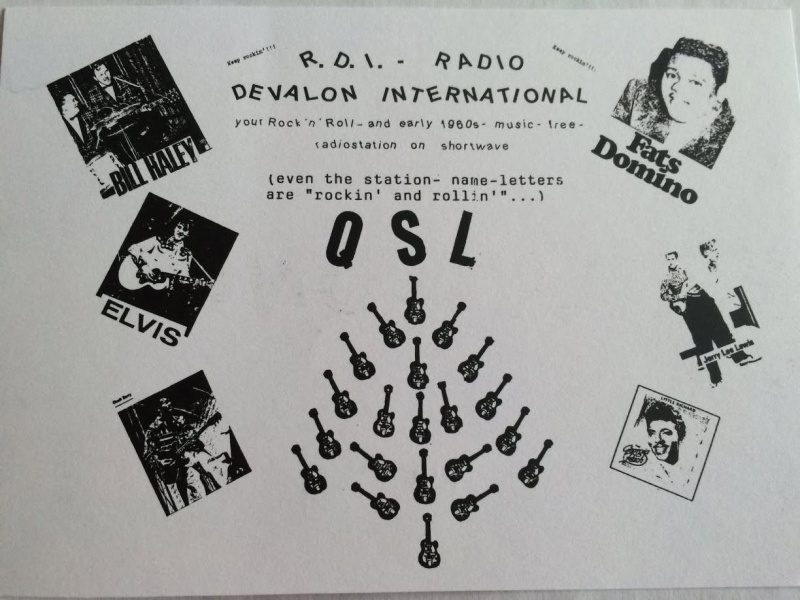 Keep rockin'!!!
R.D.I. - RADIO
Keep rockin'!!!
DEVALON INTERNATIONAL
your Rock'n'Roll- and early 1960s- music- free-
radiostation on shortwave
(even the station- name-letters
are "rockin' and rollin'"...)
QSL
BILL HALEY
Fats
Domino
ELVIS
Jerry Lee Lewis
Chuck Berry
LITTLE RICHARD